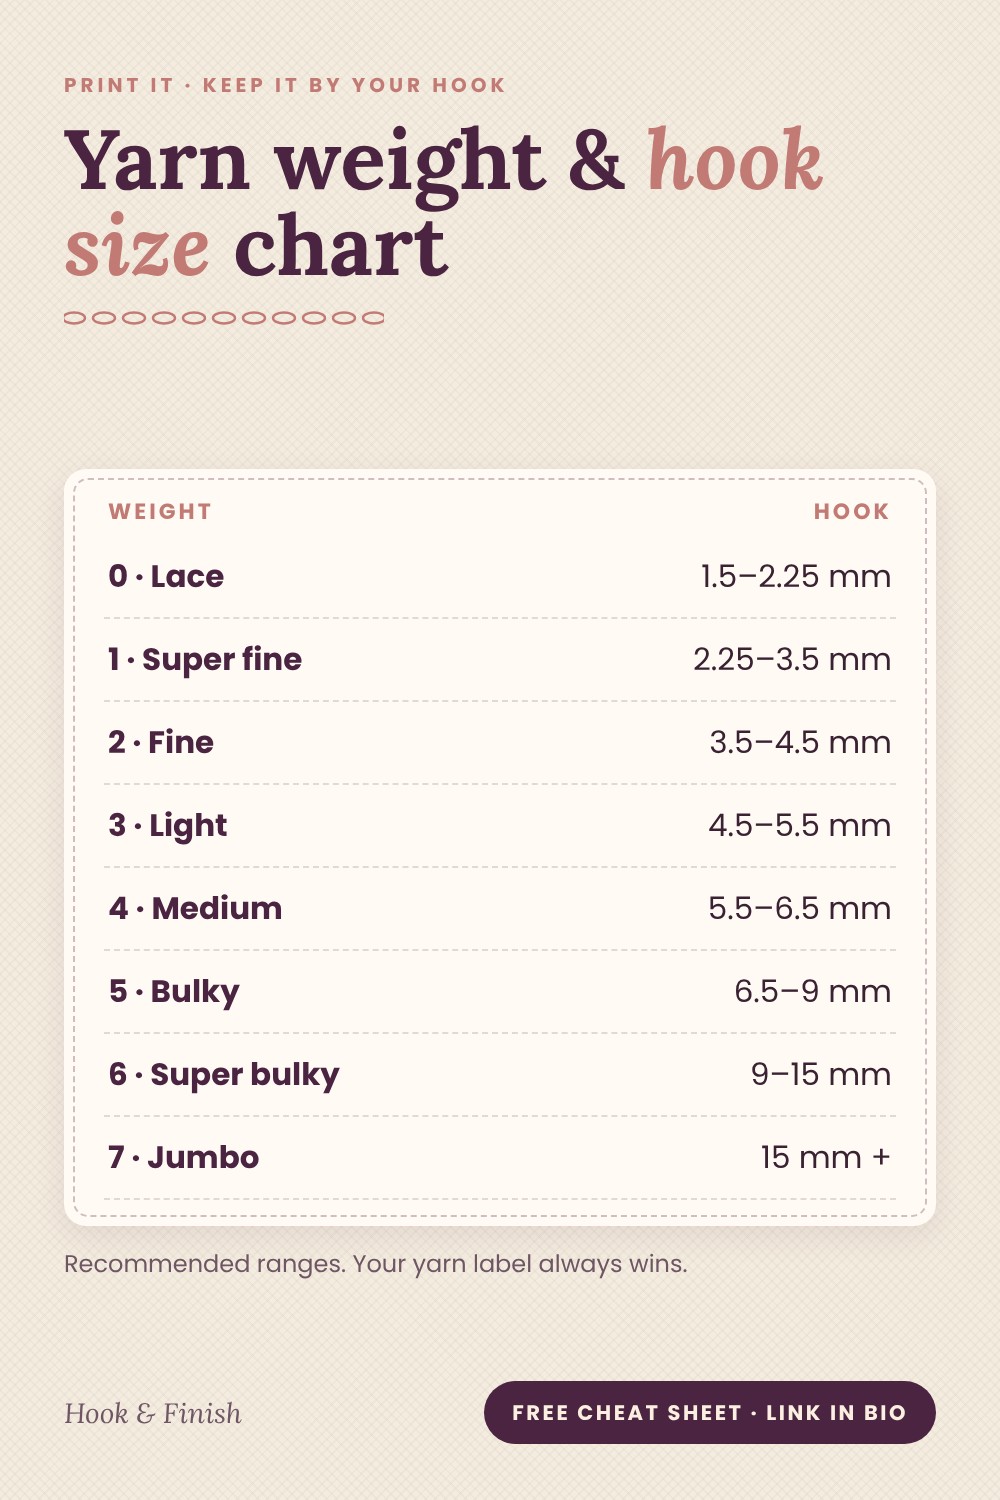 PRINT IT · KEEP IT BY YOUR HOOK
Yarn weight & hook
size chart
WEIGHT HOOK
0 · Lace 1.5–2.25 mm
1 · Super fine 2.25–3.5 mm
2 · Fine 3.5–4.5 mm
3 · Light 4.5–5.5 mm
4 · Medium 5.5–6.5 mm
5 · Bulky 6.5–9 mm
6 · Super bulky 9–15 mm
7 · Jumbo 15 mm +
Recommended ranges. Your yarn label always wins.
Hook & Finish FREE CHEAT SHEET · LINK IN BIO